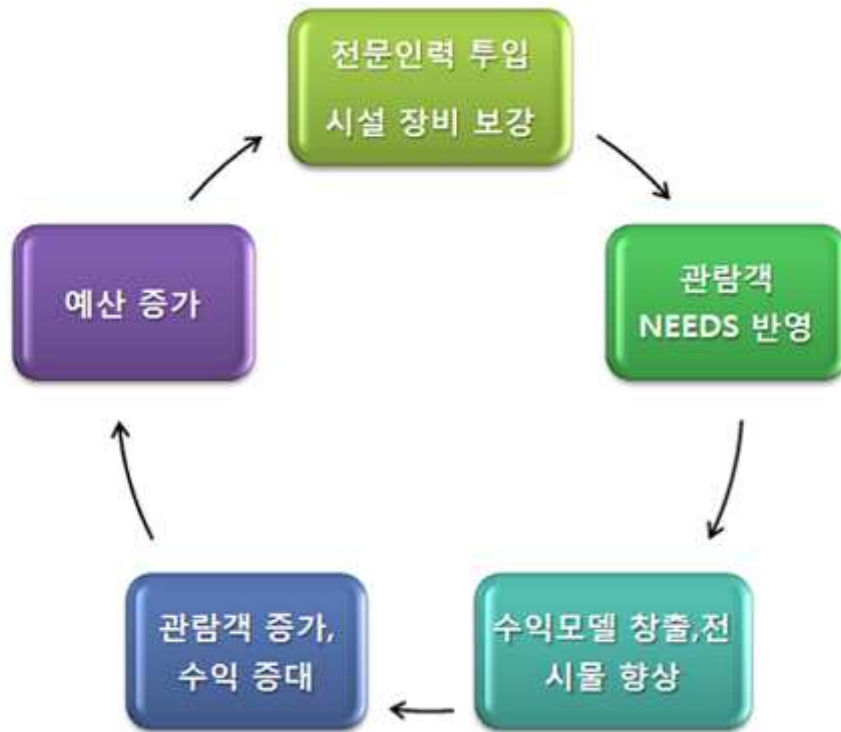 전문인력 투입
시설 장비 보강
관람객
NEEDS 반영
수익모델 창출,전
시물 향상
관람객 증가,
수익 증대
예산 증가